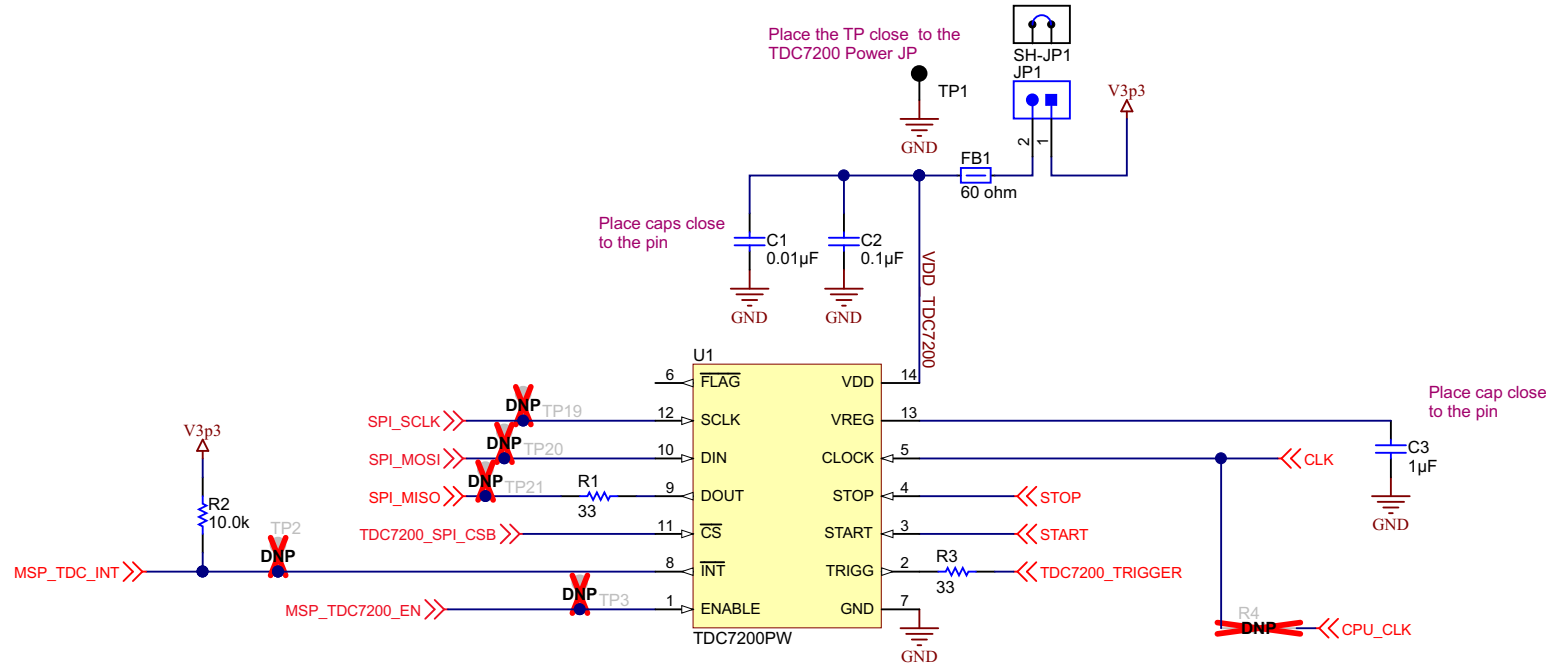 Place the TP close to the
TDC7200 Power JP
TP1
GND
SH-JP1
JP1
2
1
V3p3
FB1
60 ohm
Place caps close
to the pin
C1
0.01µF
GND
C2
0.1µF
GND
VDD_TDC7200
U1
6
FLAG
VDD
14
SPI_SCLK
DNP
TP19
12
SCLK
VREG
13
Place cap close
to the pin
C3
1µF
GND
SPI_MOSI
DNP
TP20
10
DIN
CLOCK
5
CLK
SPI_MISO
DNP
TP21
R1
33
9
DOUT
STOP
4
STOP
TDC7200_SPI_CSB
11
CS
START
3
START
V3p3
R2
10.0k
MSP_TDC_INT
TP2
DNP
8
INT
TRIGG
2
R3
33
TDC7200_TRIGGER
MSP_TDC7200_EN
DNP
TP3
1
ENABLE
GND
7
GND
TDC7200PW
R4
DNP
CPU_CLK